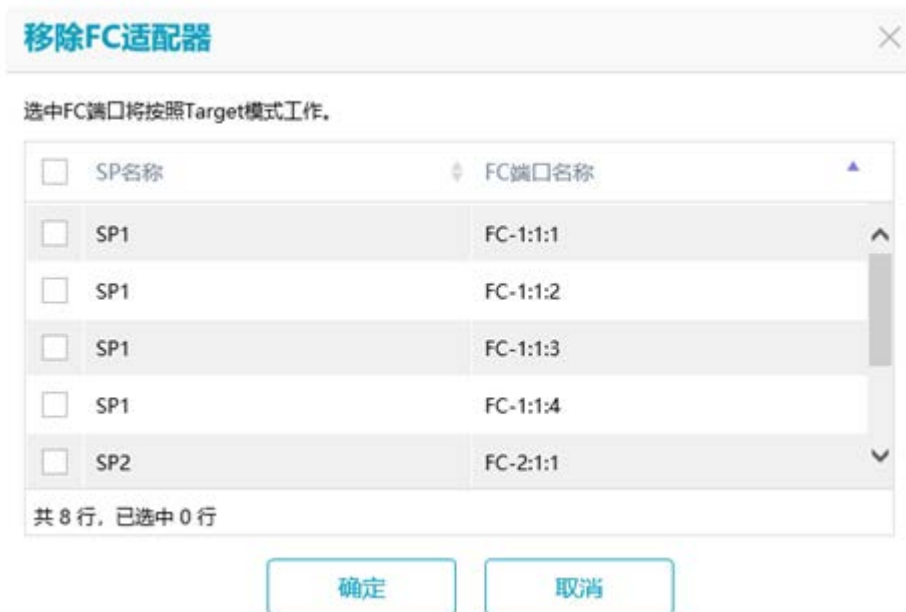 移除FC适配器
选中FC端口将按照Target模式工作。
SP名称 FC端口名称
SP1 FC-1:1:1
SP1 FC-1:1:2
SP1 FC-1:1:3
SP1 FC-1:1:4
SP2 FC-2:1:1
共 8 行，已选中 0 行
确定 取消